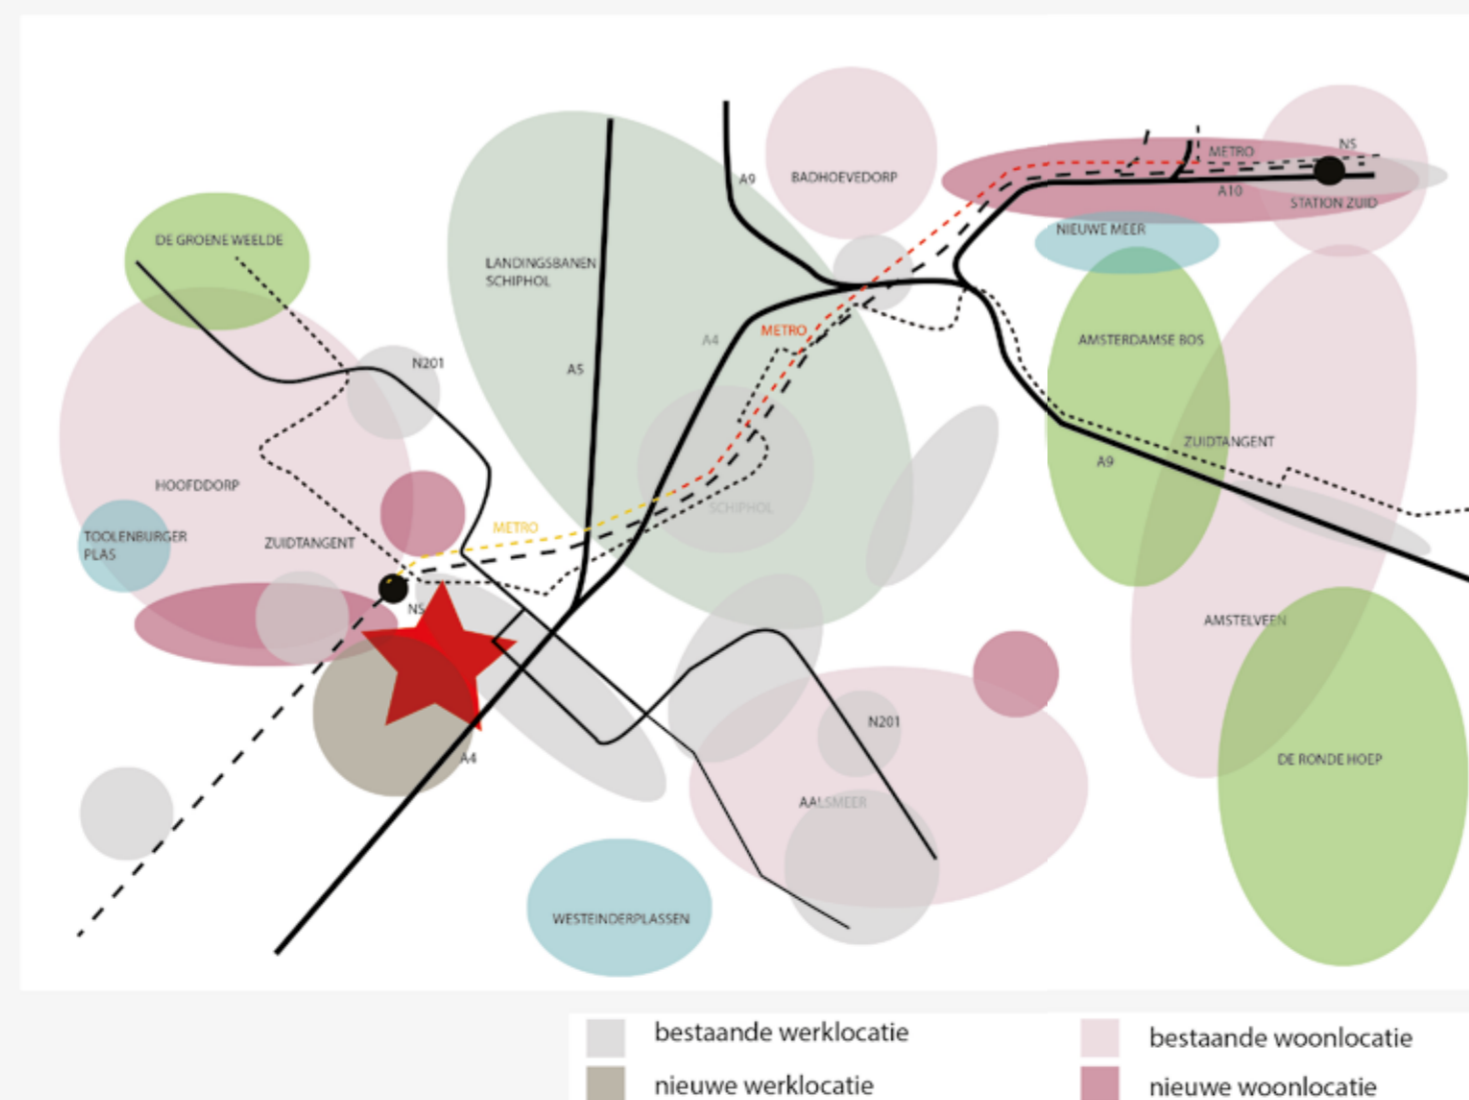 NS
METRO
BADHOEVEDORP
A9
A10
STATION ZUID
NIEUWE MEER
DE GROENE WEELDE
LANDINGSBANEN
SCHIPHOL
METRO
A4
AMSTERDAMSE BOS
N201
A5
ZUIDTANGENT
A9
HOOFDDORP
SCHIPHOL
METRO
TOOLENBURGER
PLAS
ZUIDTANGENT
NS
AMSTELVEEN
N201
A4
DE RONDE HOEP
AALSMEER
WESTEINDERPLASSEN
bestaande werklocatie
bestaande woonlocatie
nieuwe werklocatie
nieuwe woonlocatie